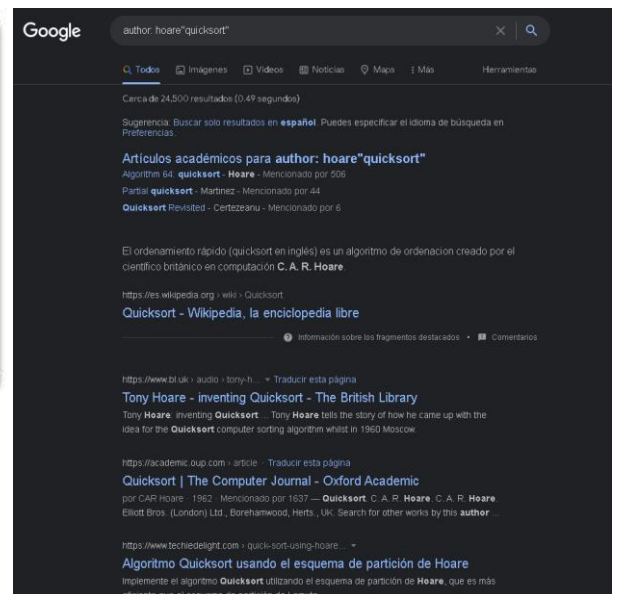 Google
author: hoare"quicksort"
Todos Imágenes Videos Noticias Maps Más Herramientas
Cerca de 24,500 resultados (0.49 segundos)
Sugerencia: Buscar solo resultados en español. Puedes especificar el idioma de búsqueda en
Preferencias.
Artículos académicos para author: hoare"quicksort"
Algorithm 64: quicksort - Hoare - Mencionado por 506
Partial quicksort - Martinez - Mencionado por 44
Quicksort Revisited - Certezeanu - Mencionado por 6
El ordenamiento rápido (quicksort en inglés) es un algoritmo de ordenacion creado por el
científico británico en computación C. A. R. Hoare.
https://es.wikipedia.org › wiki › Quicksort
Quicksort - Wikipedia, la enciclopedia libre
Información sobre los fragmentos destacados • Comentarios
https://www.bl.uk › audio › tony-h... Traducir esta página
Tony Hoare - inventing Quicksort - The British Library
Tony Hoare: inventing Quicksort ... Tony Hoare tells the story of how he came up with the
idea for the Quicksort computer sorting algorithm whilst in 1960 Moscow.
https://academic.oup.com › article · Traducir esta página
Quicksort | The Computer Journal - Oxford Academic
por CAR Hoare · 1962 · Mencionado por 1637 — Quicksort. C. A. R. Hoare. C. A. R. Hoare.
Elliott Bros. (London) Ltd., Borehamwood, Herts., UK. Search for other works by this author ...
https://www.techiedelight.com › quick-sort-using-hoare...
Algoritmo Quicksort usando el esquema de partición de Hoare
Implemente el algoritmo Quicksort utilizando el esquema de partición de Hoare, que es más